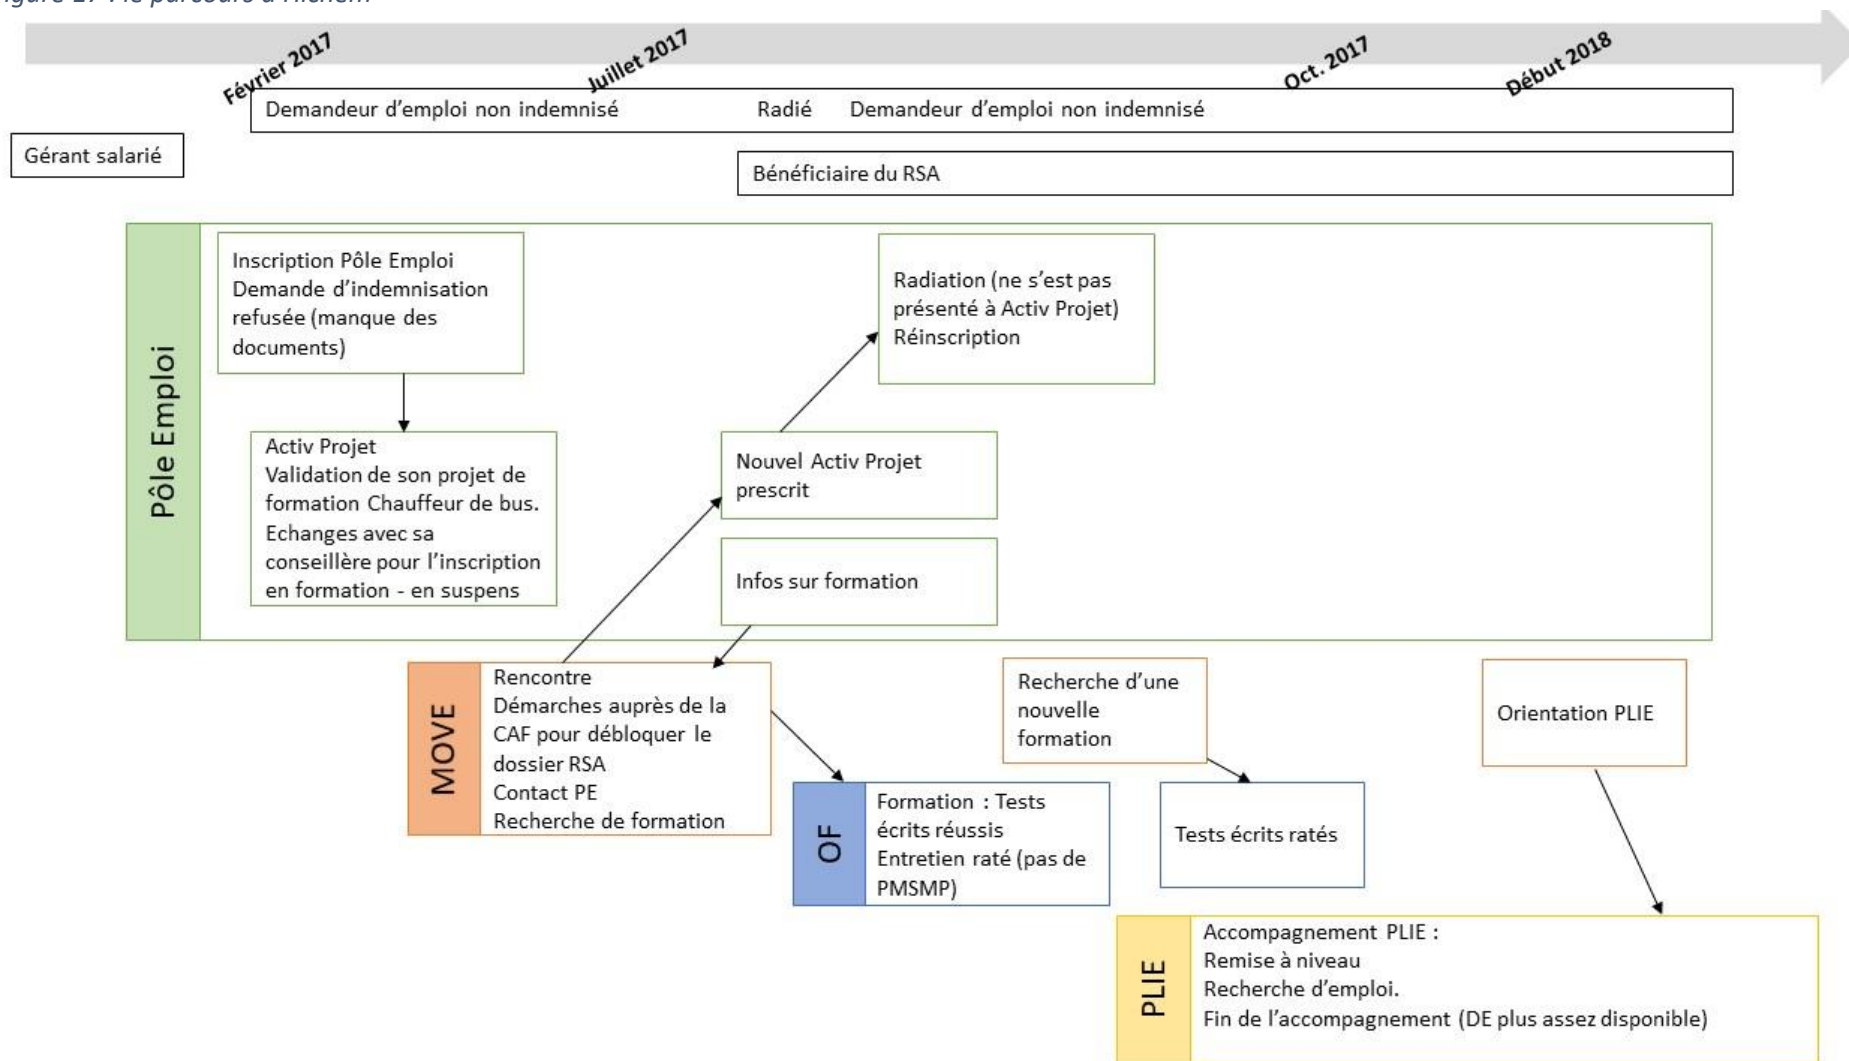 Figure 17 : le parcours d'Hichem
Février 2017
Juillet 2017
Oct. 2017
Début 2018
Demandeur d'emploi non indemnisé
Radié
Demandeur d'emploi non indemnisé
Gérant salarié
Bénéficiaire du RSA
Pôle Emploi
Inscription Pôle Emploi
Demande d'indemnisation
refusée (manque des
documents)
Radiation (ne s'est pas
présenté à Activ Projet)
Réinscription
Activ Projet
Validation de son projet de
formation Chauffeur de bus.
Echanges avec sa
conseillère pour l'inscription
en formation - en suspens
Nouvel Activ Projet
prescrit
Infos sur formation
MOVE
Rencontre
Démarches auprès de la
CAF pour débloquer le
dossier RSA
Contact PE
Recherche de formation
Recherche d'une
nouvelle
formation
Orientation PLIE
OF
Formation : Tests
écrits réussis
Entretien raté (pas de
PMSMP)
Tests écrits ratés
PLIE
Accompagnement PLIE :
Remise à niveau
Recherche d'emploi.
Fin de l'accompagnement (DE plus assez disponible)